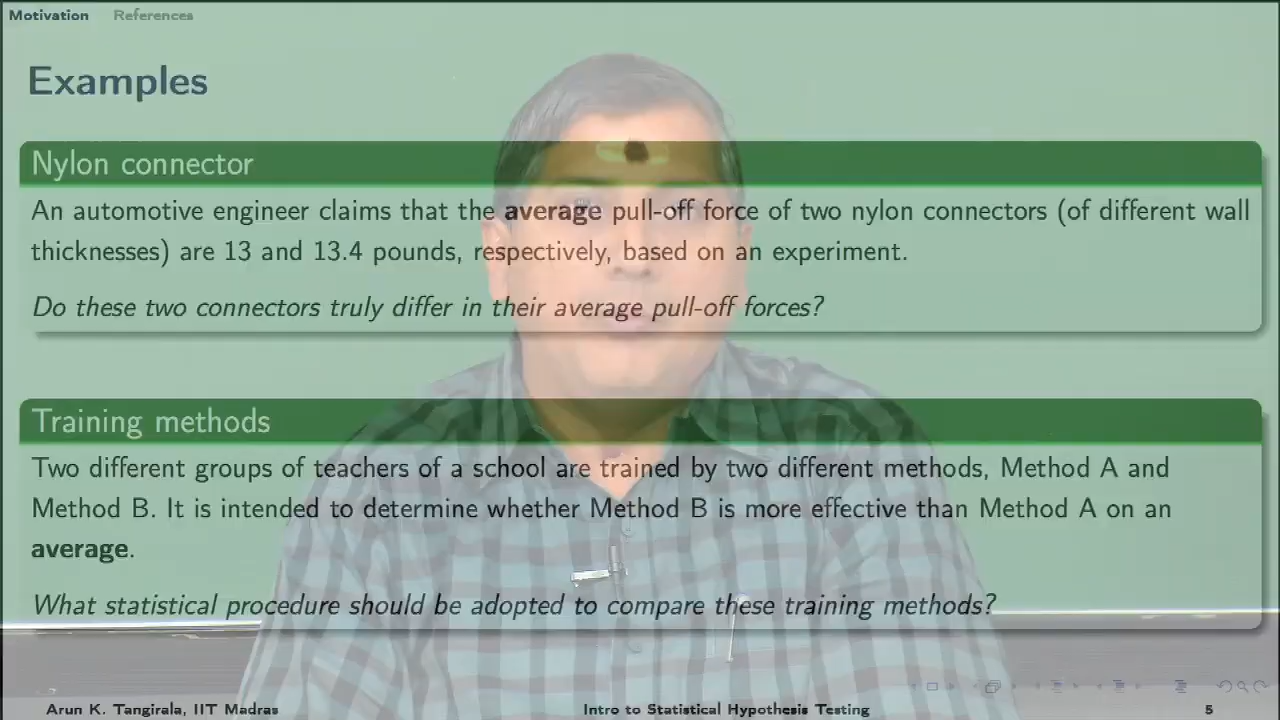 Motivation References
Examples
Nylon connector
An automotive engineer claims that the average pull-off force of two nylon connectors (of different wall
thicknesses) are 13 and 13.4 pounds, respectively, based on an experiment.
Do these two connectors truly differ in their average pull-off forces?
Training methods
Two different groups of teachers of a school are trained by two different methods, Method A and
Method B. It is intended to determine whether Method B is more effective than Method A on an
average.
What statistical procedure should be adopted to compare these training methods?
Arun K. Tangirala, IIT Madras Intro to Statistical Hypothesis Testing 5